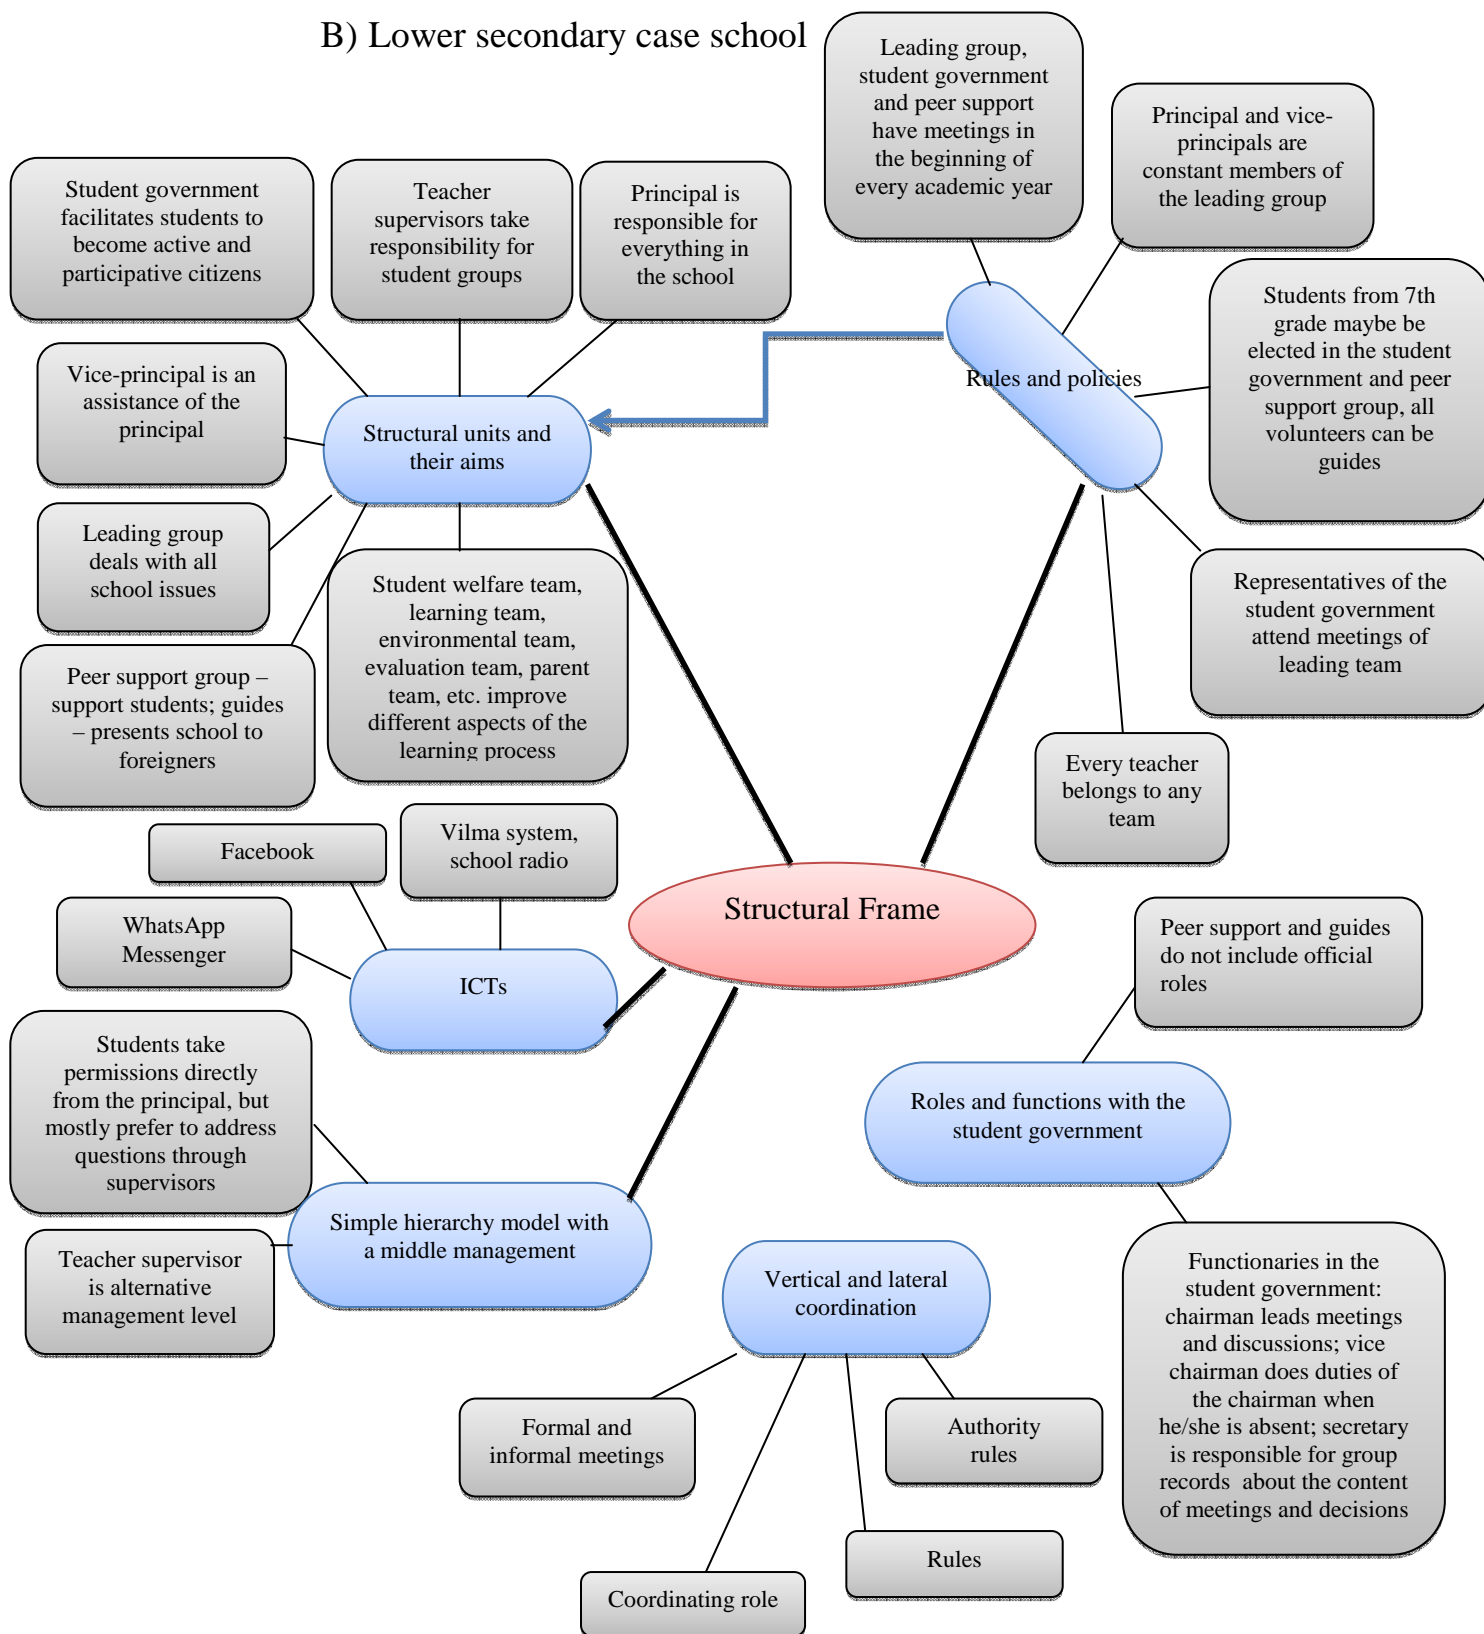 B) Lower secondary case school
Leading group,
student government
and peer support
have meetings in
the beginning of
every academic year
Principal and vice-
principals are
constant members of
the leading group
Student government
facilitates students to
become active and
participative citizens
Teacher
supervisors take
responsibility for
student groups
Principal is
responsible for
everything in
the school
Students from 7th
grade maybe be
elected in the student
government and peer
support group, all
volunteers can be
guides
Vice-principal is an
assistance of the
principal
Rules and policies
Structural units and
their aims
Leading group
deals with all
school issues
Student welfare team,
learning team,
environmental team,
evaluation team, parent
team, etc. improve
different aspects of the
learning process
Representatives of the
student government
attend meetings of
leading team
Peer support group –
support students; guides
– presents school to
foreigners
Every teacher
belongs to any
team
Facebook
Vilma system,
school radio
Structural Frame
WhatsApp
Messenger
ICTs
Peer support and guides
do not include official
roles
Students take
permissions directly
from the principal, but
mostly prefer to address
questions through
supervisors
Roles and functions with the
student government
Simple hierarchy model with
a middle management
Teacher supervisor
is alternative
management level
Vertical and lateral
coordination
Functionaries in the
student government:
chairman leads meetings
and discussions; vice
chairman does duties of
the chairman when
he/she is absent; secretary
is responsible for group
records  about the content
of meetings and decisions
Formal and
informal meetings
Authority
rules
Rules
Coordinating role